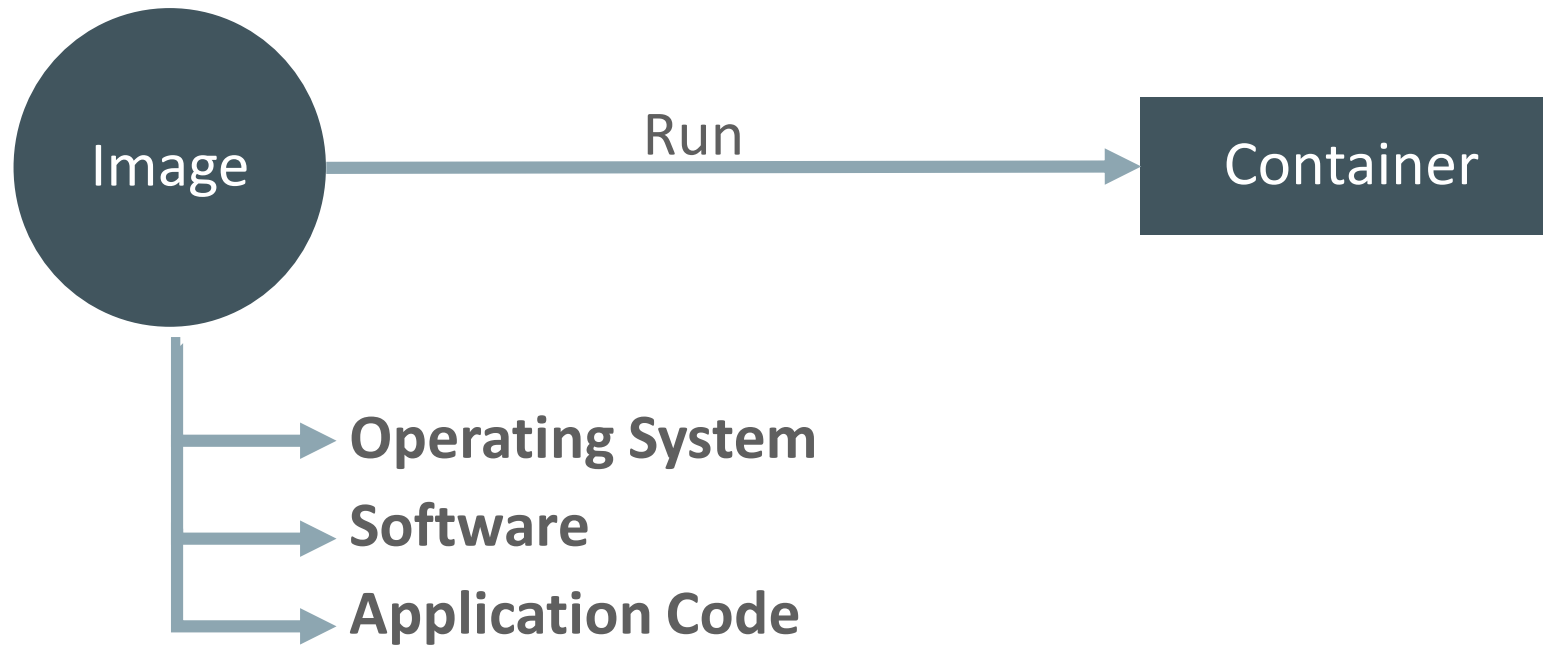 Image
Run
Container
Operating System
Software
Application Code